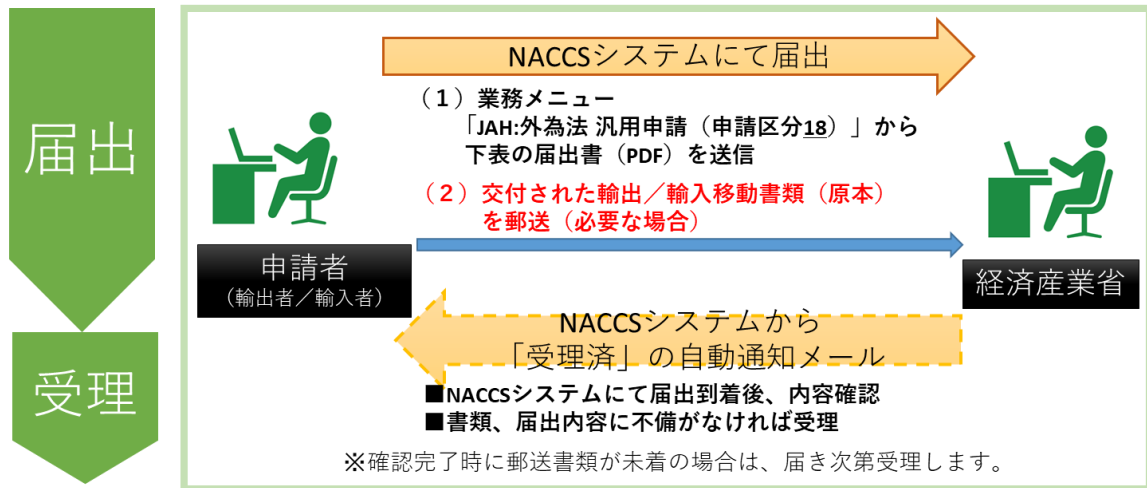 届出
NACCSシステムにて届出
（１）業務メニュー
「JAH:外為法 汎用申請（申請区分18）」から
下表の届出書（PDF）を送信
（２）交付された輸出／輸入移動書類（原本）
を郵送（必要な場合）
申請者
（輸出者／輸入者）
経済産業省
受理
NACCSシステムから
「受理済」の自動通知メール
■NACCSシステムにて届出到着後、内容確認
■書類、届出内容に不備がなければ受理
※確認完了時に郵送書類が未着の場合は、届き次第受理します。